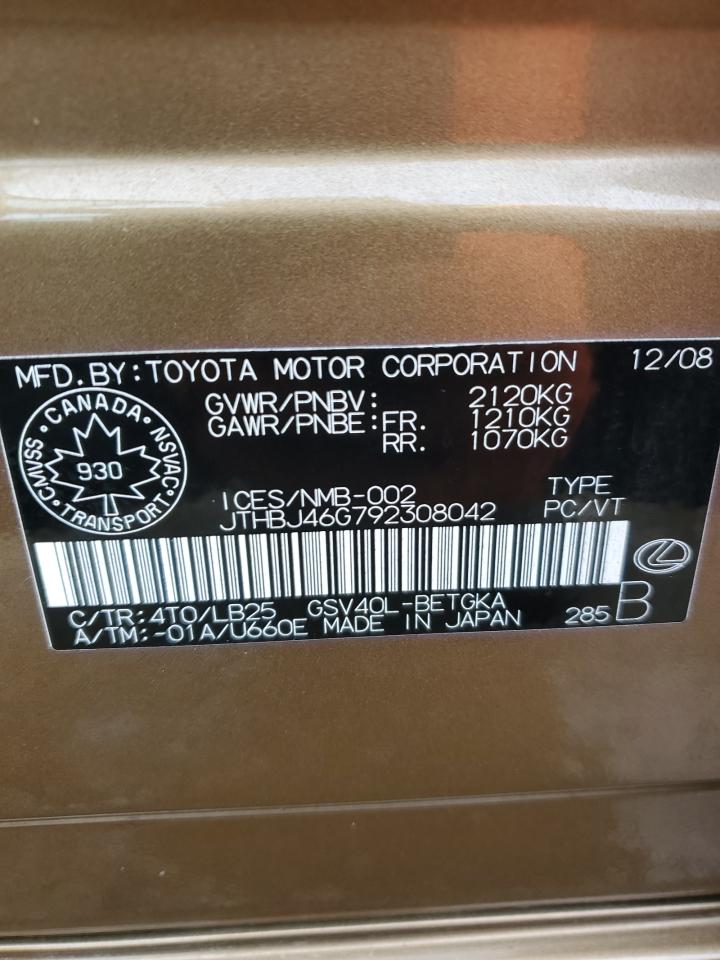 MFD.BY:TOYOTA MOTOR CORPORATION 12/08
GVWR/PNBV: 2120KG
GAWR/PNBE:FR. 1210KG
RR. 1070KG
CANADA
CMVSS NSVAC
930
TRANSPORT
ICES/NMB-002 TYPE
JTHBJ46G792308042 PC/VT
C/TR:4T0/LB25 GSV40L-BETGKA
A/TM:-01A/U660E MADE IN JAPAN 285 B